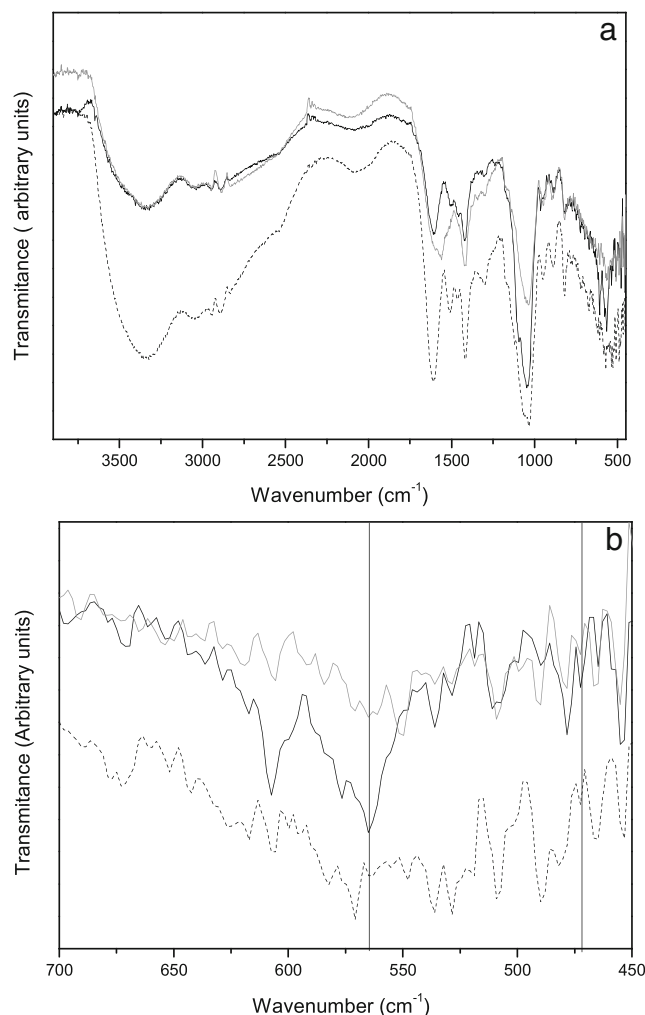 a
Transmitance ( arbitrary units)
3500 3000 2500 2000 1500 1000 500
Wavenumber (cm-1)
b
Transmitance (Arbitrary units)
700 650 600 550 500 450
Wavenumber (cm-1)